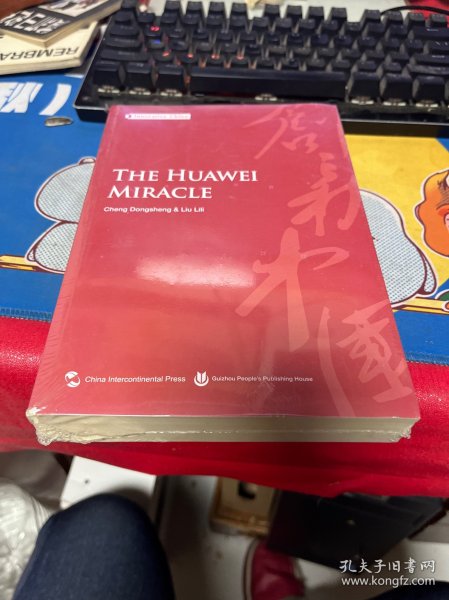 REMBRA
THE HUAWEI
MIRACLE
Cheng Dongsheng & Liu Lili
China Intercontinental Press
Guizhou People's Publishing House
孔夫子旧书网
www.kongfz.com